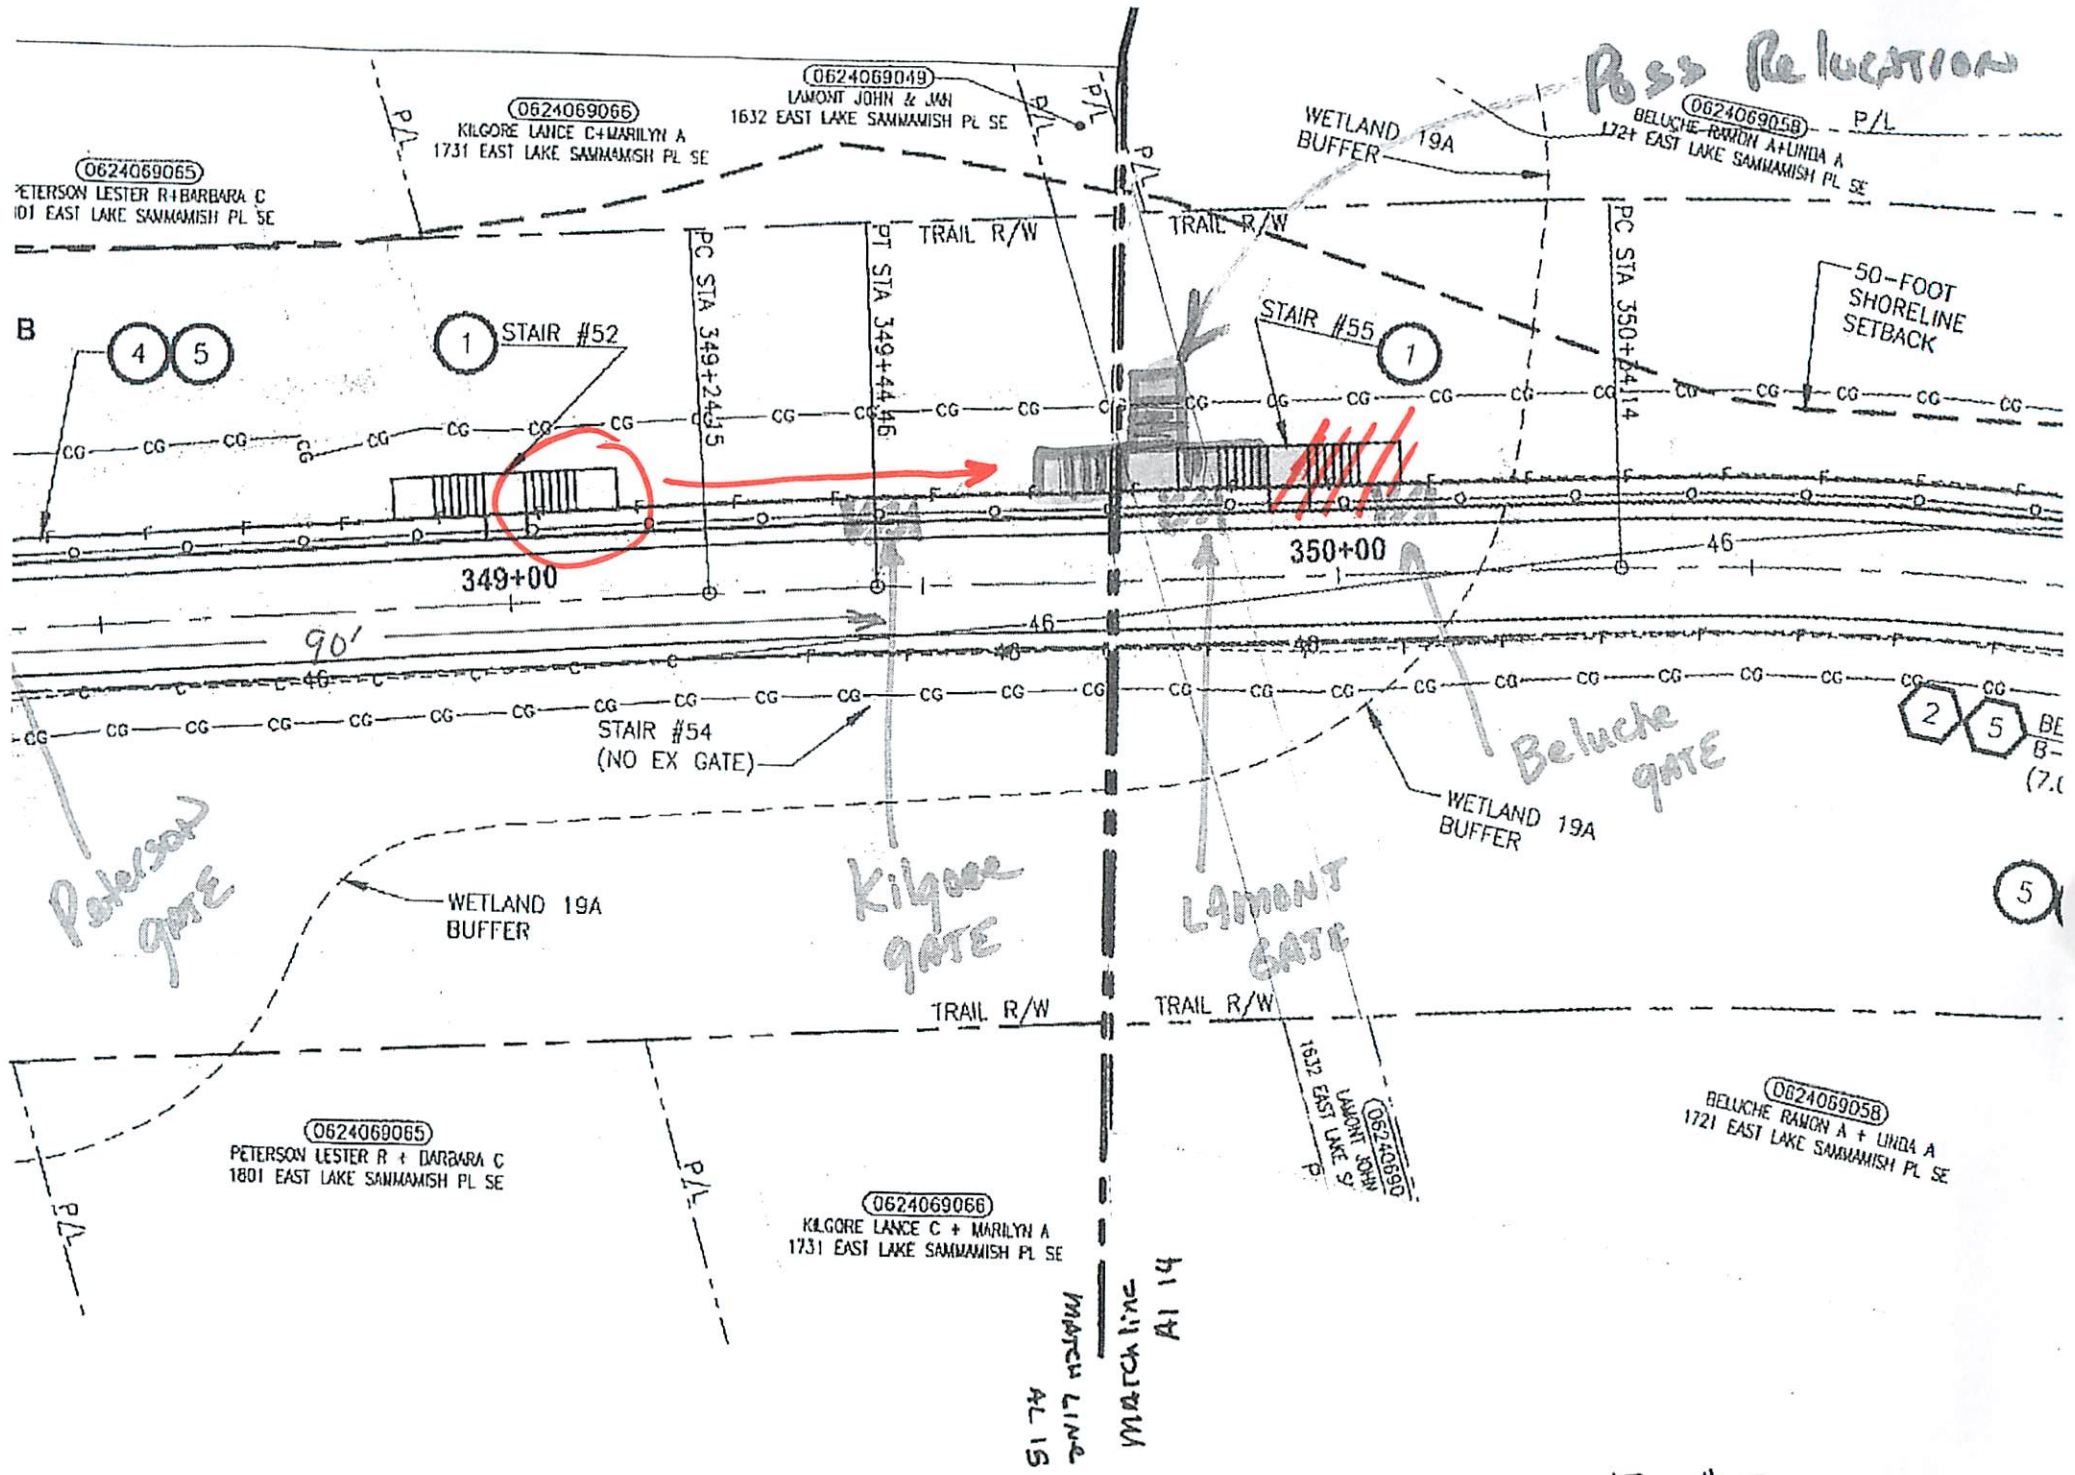 Poss Relocation
0624069065
PETERSON LESTER R+BARBARA C
101 EAST LAKE SAMMAMISH PL SE
P/L
0624069066
KILGORE LANCE C+MARILYN A
1731 EAST LAKE SAMMAMISH PL SE
0624069049
LAMONT JOHN & JAN
1632 EAST LAKE SAMMAMISH PL SE
P/L
P/L
P/L
WETLAND 19A
BUFFER
0624069058
BELUCHE RAMON A+LINDA A
1721 EAST LAKE SAMMAMISH PL SE
P/L
TRAIL R/W
TRAIL R/W
B
4
5
1
STAIR #52
PC STA 349+24.15
PT STA 349+44.46
STAIR #55
1
PC STA 350+64.14
50-FOOT
SHORELINE
SETBACK
349+00
350+00
46
90'
46
46
48
48
STAIR #54
(NO EX GATE)
Beluche
gATE
2
5
BE
B-
(7.0
WETLAND 19A
BUFFER
Peterson
gATE
WETLAND 19A
BUFFER
Kilgore
gATE
LAMONT
GATE
5
TRAIL R/W
TRAIL R/W
0624069065
PETERSON LESTER R + BARBARA C
1801 EAST LAKE SAMMAMISH PL SE
P/L
P/L
0624069066
KILGORE LANCE C + MARILYN A
1731 EAST LAKE SAMMAMISH PL SE
06240690
LAMONT JOHN
1632 EAST LAKE S
P
0624069058
BELUCHE RAMON A + LINDA A
1721 EAST LAKE SAMMAMISH PL SE
MATCH LINE
AL 15
Match line
Al 14